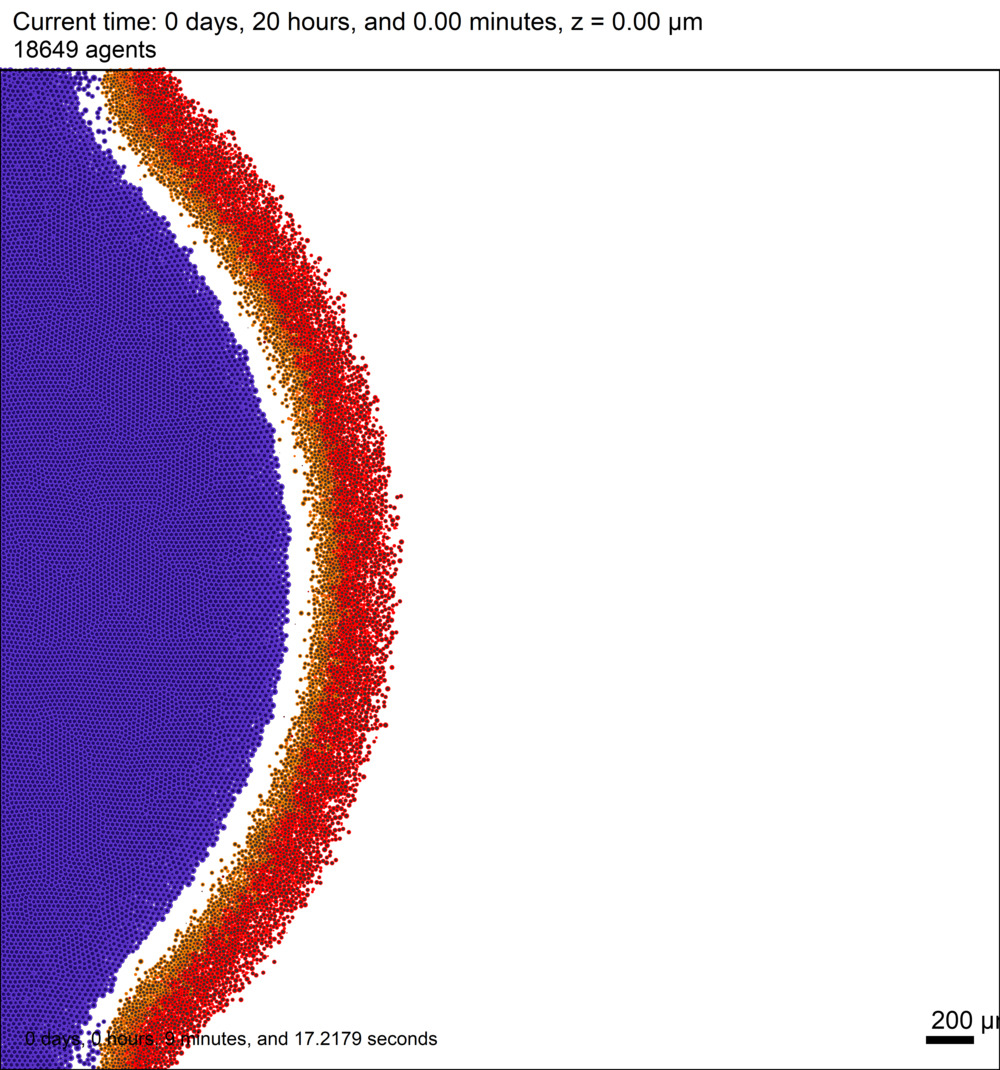 Current time: 0 days, 20 hours, and 0.00 minutes, z = 0.00 μm
18649 agents
200 μ
0 days, 0 hours, 9 minutes, and 17.2179 seconds